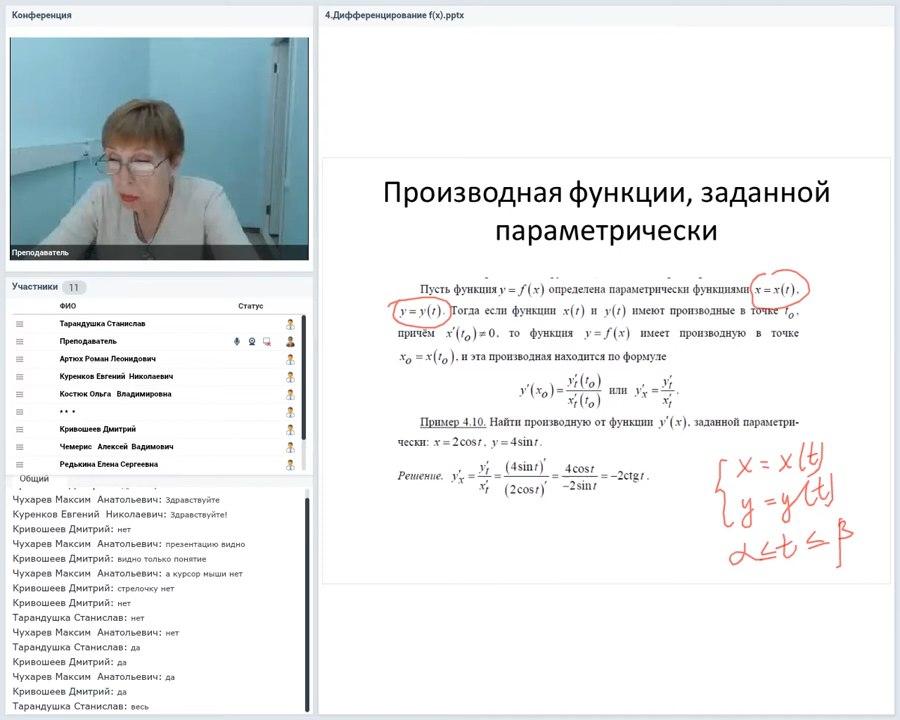 Конференция
Преподаватель
Участники 11
ФИО Статус
Тарандушка Станислав
Преподаватель
Артюх Роман Леонидович
Куренков Евгений Николаевич
Костюк Ольга Владимировна
* * *
Кривошеев Дмитрий
Чемерис Алексей Вадимович
Редькина Елена Сергеевна
Общий
Чухарев Максим Анатольевич: Здравствуйте
Куренков Евгений Николаевич: Здравствуйте!
Кривошеев Дмитрий: нет
Чухарев Максим Анатольевич: презентацию видно
Кривошеев Дмитрий: видно только понятие
Чухарев Максим Анатольевич: а курсор мыши нет
Кривошеев Дмитрий: стрелочку нет
Кривошеев Дмитрий: нет
Тарандушка Станислав: нет
Чухарев Максим Анатольевич: нет
Тарандушка Станислав: да
Кривошеев Дмитрий: да
Чухарев Максим Анатольевич: да
Кривошеев Дмитрий: да
Тарандушка Станислав: весь
4.Дифференцирование f(x).pptx
Производная функции, заданной
параметрически
Пусть функция y = f(x) определена параметрически функциями x = x(t),
y = y(t). Тогда если функции x(t) и y(t) имеют производные в точке t₀,
причём x′(t₀) ≠ 0, то функция y = f(x) имеет производную в точке
x₀ = x(t₀), и эта производная находится по формуле
y′(x₀) = y′ₜ(t₀)/x′ₜ(t₀) или y′ₓ = y′ₜ/x′ₜ.
Пример 4.10. Найти производную от функции y′(x), заданной параметри-
чески: x = 2cos t, y = 4sin t.
Решение. y′ₓ = y′ₜ/x′ₜ = (4sin t)′/(2cos t)′ = 4cos t/−2sin t = −2ctg t.
x = x(t)
y = y(t)
α ≤ t ≤ β